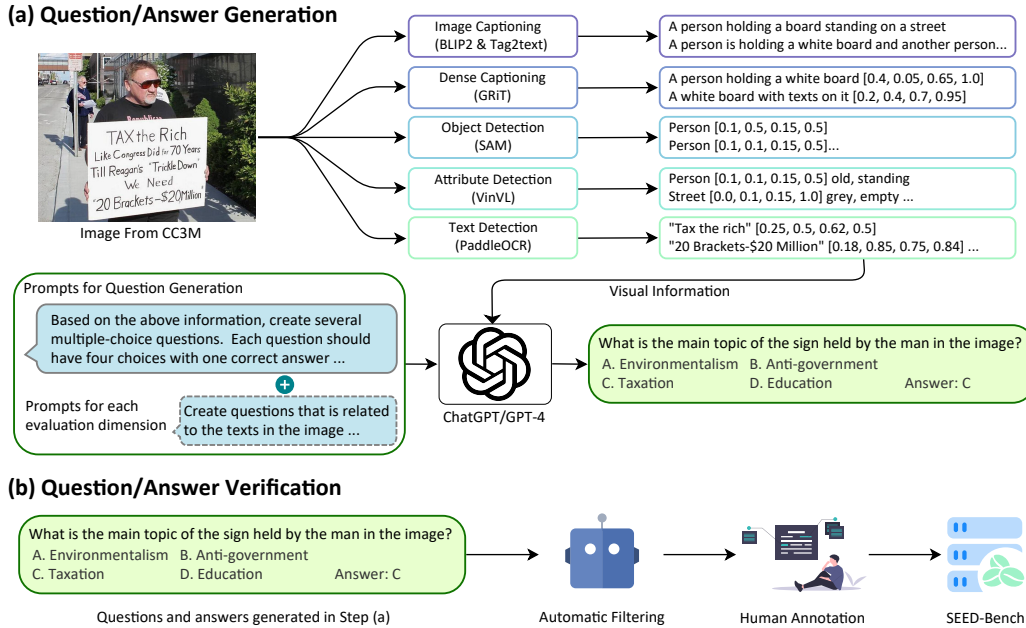 (a) Question/Answer Generation
TAX the Rich
Like Congress Did for 70 Years
Till Reagan's "Trickle Down"
We Need
"20 Brackets-$20Million"
Image From CC3M
Image Captioning
(BLIP2 & Tag2text)
A person holding a board standing on a street
A person is holding a white board and another person...
Dense Captioning
(GRiT)
A person holding a white board [0.4, 0.05, 0.65, 1.0]
A white board with texts on it [0.2, 0.4, 0.7, 0.95]
Object Detection
(SAM)
Person [0.1, 0.5, 0.15, 0.5]
Person [0.1, 0.1, 0.15, 0.5]...
Attribute Detection
(VinVL)
Person [0.1, 0.1, 0.15, 0.5] old, standing
Street [0.0, 0.1, 0.15, 1.0] grey, empty ...
Text Detection
(PaddleOCR)
"Tax the rich" [0.25, 0.5, 0.62, 0.5]
"20 Brackets-$20 Million" [0.18, 0.85, 0.75, 0.84] ...
Visual Information
Prompts for Question Generation
Based on the above information, create several
multiple-choice questions. Each question should
have four choices with one correct answer ...
Prompts for each
evaluation dimension
Create questions that is related
to the texts in the image ...
ChatGPT/GPT-4
What is the main topic of the sign held by the man in the image?
A. Environmentalism B. Anti-government
C. Taxation D. Education Answer: C
(b) Question/Answer Verification
What is the main topic of the sign held by the man in the image?
A. Environmentalism B. Anti-government
C. Taxation D. Education Answer: C
Questions and answers generated in Step (a)
Automatic Filtering
Human Annotation
SEED-Bench